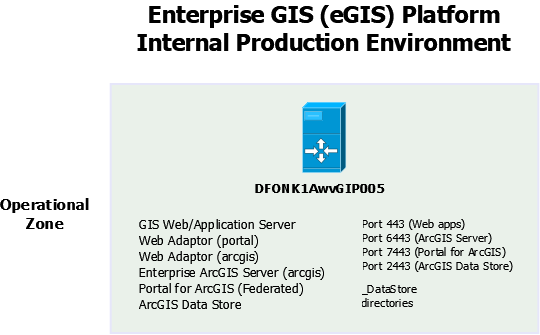 Enterprise GIS (eGIS) Platform
Internal Production Environment
DFONK1AwvGIP005
Operational
Zone
GIS Web/Application Server
Web Adaptor (portal)
Web Adaptor (arcgis)
Enterprise ArcGIS Server (arcgis)
Portal for ArcGIS (Federated)
ArcGIS Data Store
Port 443 (Web apps)
Port 6443 (ArcGIS Server)
Port 7443 (Portal for ArcGIS)
Port 2443 (ArcGIS Data Store)
_DataStore
directories